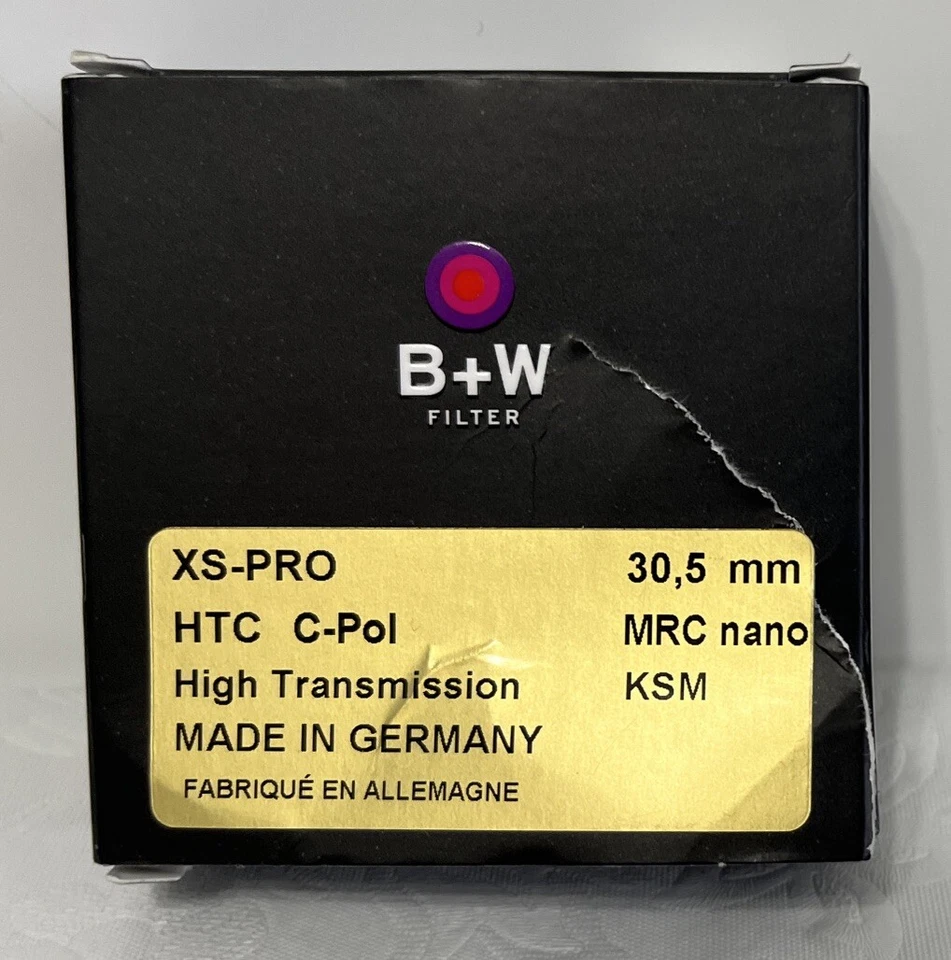 B+W
FILTER
XS-PRO 30,5 mm
HTC C-Pol MRC nano
High Transmission KSM
MADE IN GERMANY
FABRIQUÉ EN ALLEMAGNE